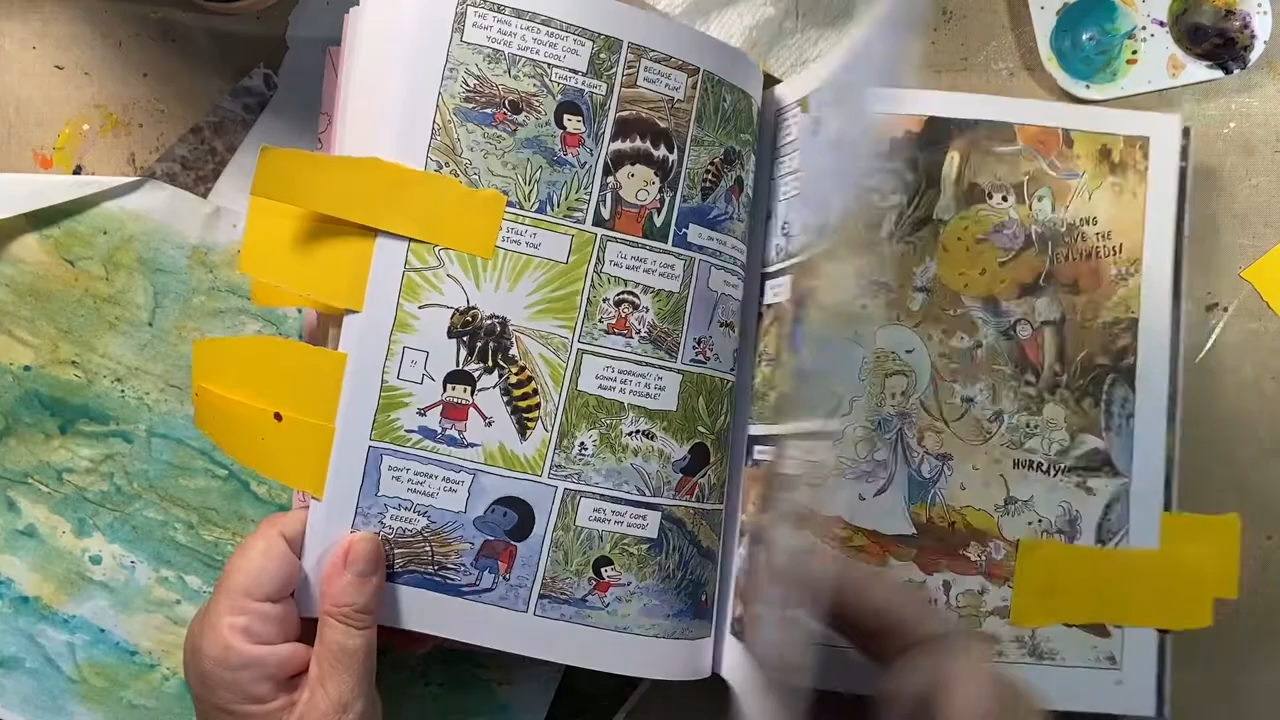 THE THING I LIKED ABOUT YOU
RIGHT AWAY IS, YOU'RE COOL.
YOU'RE SUPER COOL!
THAT'S RIGHT.
BECAUSE I...
HUH?! PLIM!
STILL! IT
STING YOU!
!!
I'LL MAKE IT COME
THIS WAY! HEY! HEEEY!
IT'S WORKING! I'M
GONNA GET IT AS FAR
AWAY AS POSSIBLE!
DON'T WORRY ABOUT
ME, PLIM! I... I CAN
MANAGE!
EEEEE!!
HEY, YOU! COME
CARRY MY WOOD!
LONG
LIVE THE
NEWLYWEDS!
HURRAY!